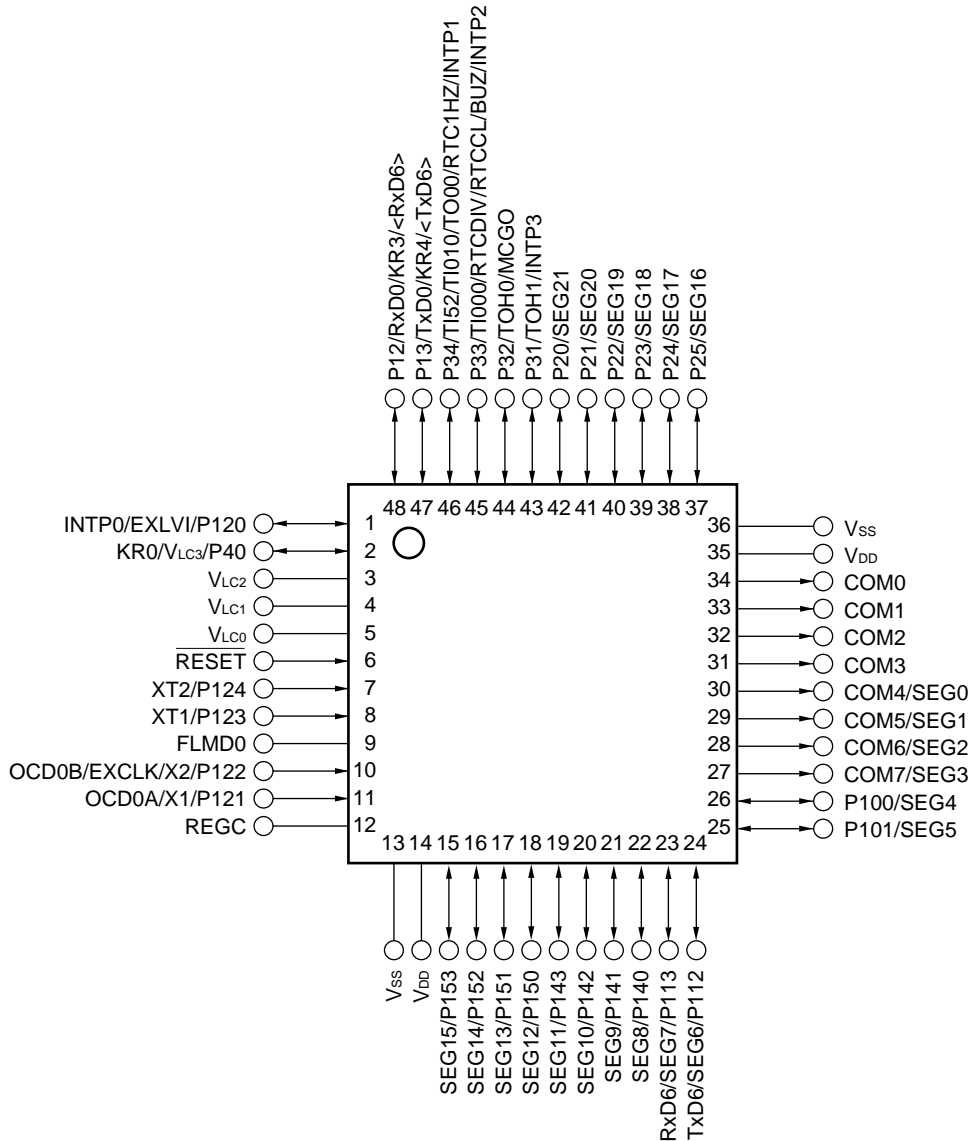 P12/RxD0/KR3/<RxD6>
P13/TxD0/KR4/<TxD6>
P34/TI52/TI010/TO00/RTC1HZ/INTP1
P33/TI000/RTCDIV/RTCCL/BUZ/INTP2
P32/TOH0/MCGO
P31/TOH1/INTP3
P20/SEG21
P21/SEG20
P22/SEG19
P23/SEG18
P24/SEG17
P25/SEG16
48 47 46 45 44 43 42 41 40 39 38 37
INTP0/EXLVI/P120 1
KR0/VLC3/P40 2
VLC2 3
VLC1 4
VLC0 5
RESET 6
XT2/P124 7
XT1/P123 8
FLMD0 9
OCD0B/EXCLK/X2/P122 10
OCD0A/X1/P121 11
REGC 12
36 VSS
35 VDD
34 COM0
33 COM1
32 COM2
31 COM3
30 COM4/SEG0
29 COM5/SEG1
28 COM6/SEG2
27 COM7/SEG3
26 P100/SEG4
25 P101/SEG5
13 14 15 16 17 18 19 20 21 22 23 24
VSS
VDD
SEG15/P153
SEG14/P152
SEG13/P151
SEG12/P150
SEG11/P143
SEG10/P142
SEG9/P141
SEG8/P140
RxD6/SEG7/P113
TxD6/SEG6/P112